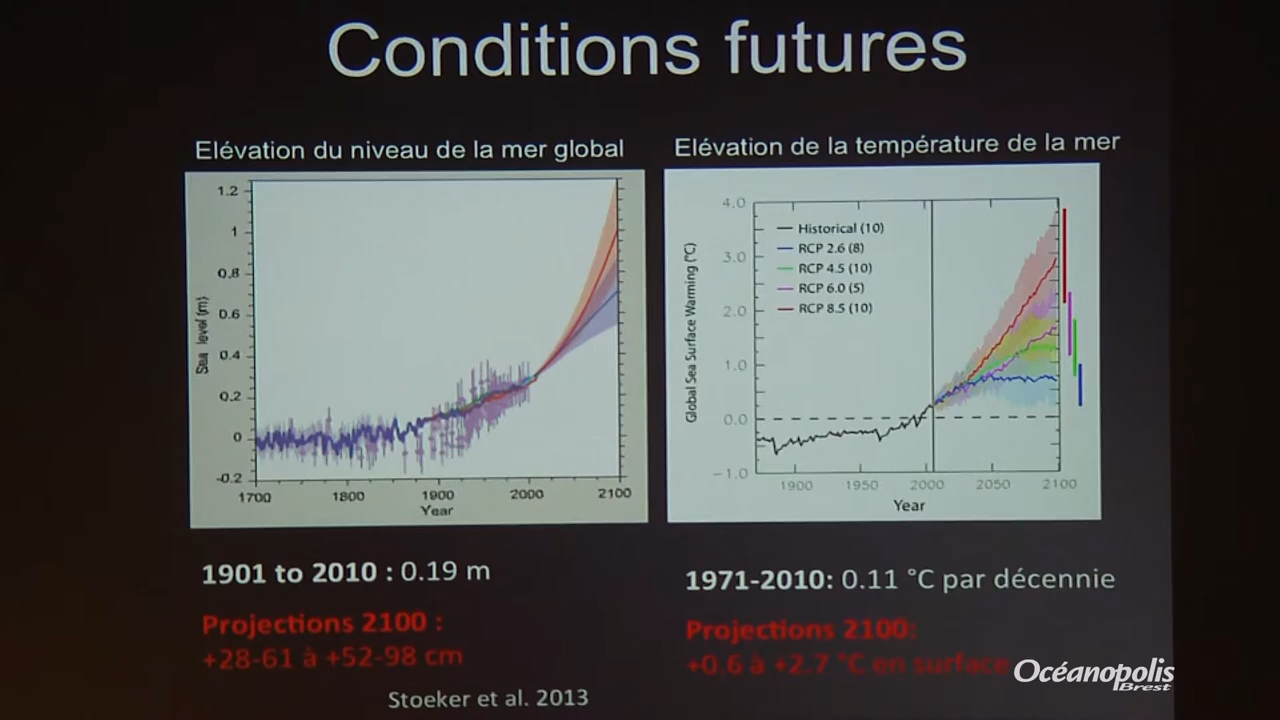 Conditions futures
Elévation du niveau de la mer global
Elévation de la température de la mer
1.2
1
0.8
0.6
0.4
0.2
0
-0.2
Sea level (m)
1700
1800
1900
2000
2100
Year
4.0
3.0
2.0
1.0
0.0
−1.0
Global Sea Surface Warming (°C)
Historical (10)
RCP 2.6 (8)
RCP 4.5 (10)
RCP 6.0 (5)
RCP 8.5 (10)
1900
1950
2000
2050
2100
Year
1901 to 2010 : 0.19 m
Projections 2100 :
+28-61 à +52-98 cm
1971-2010: 0.11 °C par décennie
Projections 2100:
+0.6 à +2.7 °C en surface
Stoeker et al. 2013
Océanopolis
Brest